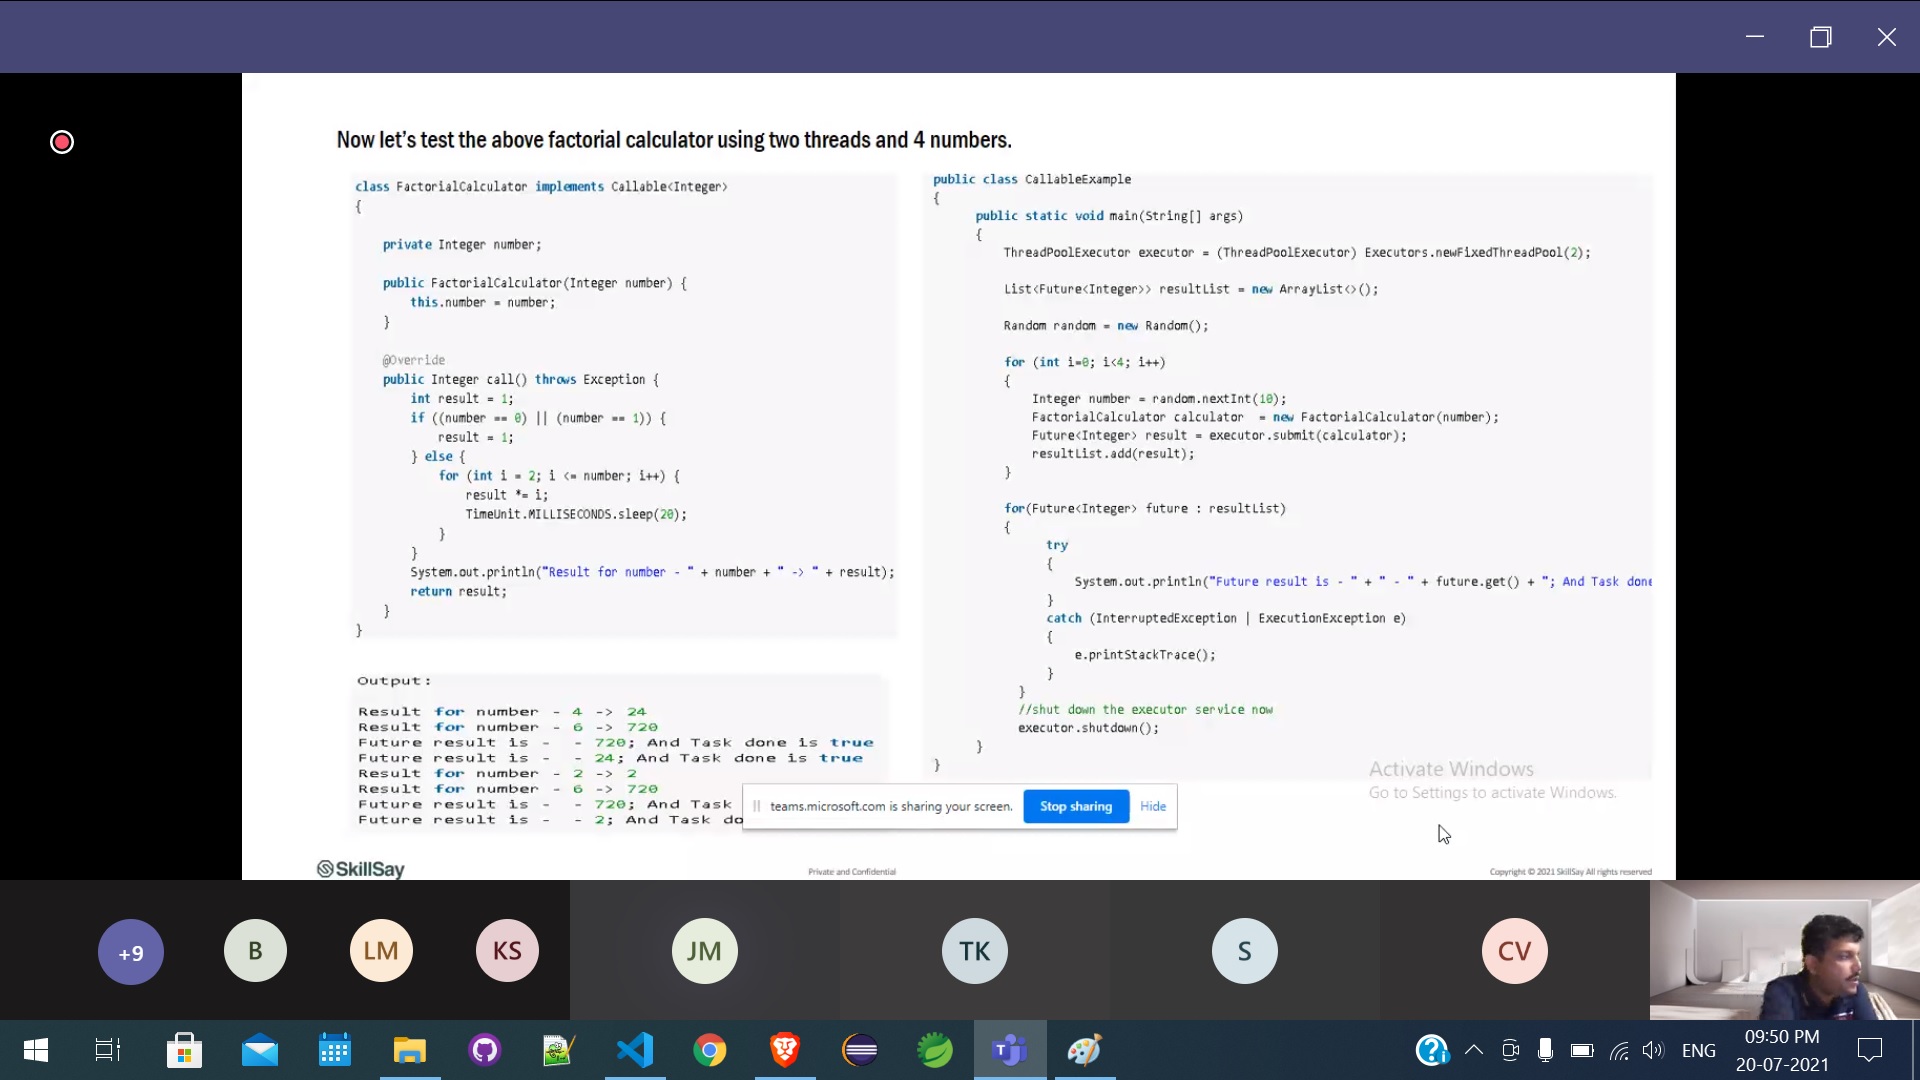 Now let's test the above factorial calculator using two threads and 4 numbers.
class FactorialCalculator implements Callable<Integer>
{
private Integer number;
public FactorialCalculator(Integer number) {
this.number = number;
}
@Override
public Integer call() throws Exception {
int result = 1;
if ((number == 0) || (number == 1)) {
result = 1;
} else {
for (int i = 2; i <= number; i++) {
result *= i;
TimeUnit.MILLISECONDS.sleep(20);
}
}
System.out.println("Result for number - " + number + " -> " + result);
return result;
}
}
Output:
Result for number - 4 -> 24
Result for number - 6 -> 720
Future result is -  - 720; And Task done is true
Future result is -  - 24; And Task done is true
Result for number - 2 -> 2
Result for number - 6 -> 720
Future result is -  - 720; And Task
Future result is -  - 2; And Task do
public class CallableExample
{
public static void main(String[] args)
{
ThreadPoolExecutor executor = (ThreadPoolExecutor) Executors.newFixedThreadPool(2);
List<Future<Integer>> resultList = new ArrayList<>();
Random random = new Random();
for (int i=0; i<4; i++)
{
Integer number = random.nextInt(10);
FactorialCalculator calculator  = new FactorialCalculator(number);
Future<Integer> result = executor.submit(calculator);
resultList.add(result);
}
for(Future<Integer> future : resultList)
{
try
{
System.out.println("Future result is - " + " - " + future.get() + "; And Task done
}
catch (InterruptedException | ExecutionException e)
{
e.printStackTrace();
}
}
//shut down the executor service now
executor.shutdown();
}
}
Activate Windows
Go to Settings to activate Windows.
teams.microsoft.com is sharing your screen. Stop sharing Hide
SkillSay
Private and Confidential
Copyright © 2021 SkillSay All rights reserved
+9 B LM KS JM TK S CV
ENG
09:50 PM
20-07-2021